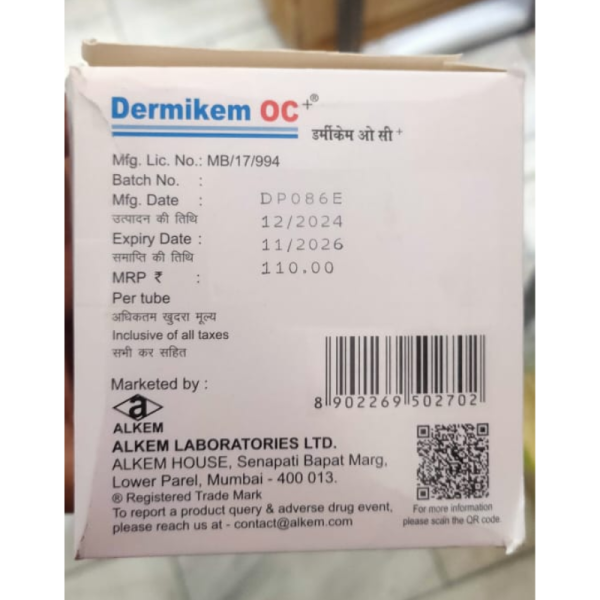 Dermikem OC+®
डर्मीकेम ओ सी+
Mfg. Lic. No.: MB/17/994
Batch No. : DP086E
Mfg. Date : 12/2024
उत्पादन की तिथि
Expiry Date : 11/2026
समाप्ति की तिथि
MRP ₹ : 110.00
Per tube
अधिकतम खुदरा मूल्य
Inclusive of all taxes
सभी कर सहित
Marketed by :
a
ALKEM
ALKEM LABORATORIES LTD.
ALKEM HOUSE, Senapati Bapat Marg,
Lower Parel, Mumbai - 400 013.
® Registered Trade Mark
To report a product query & adverse drug event,
please reach us at - contact@alkem.com
8 902269 502702
For more information
please scan the QR code.